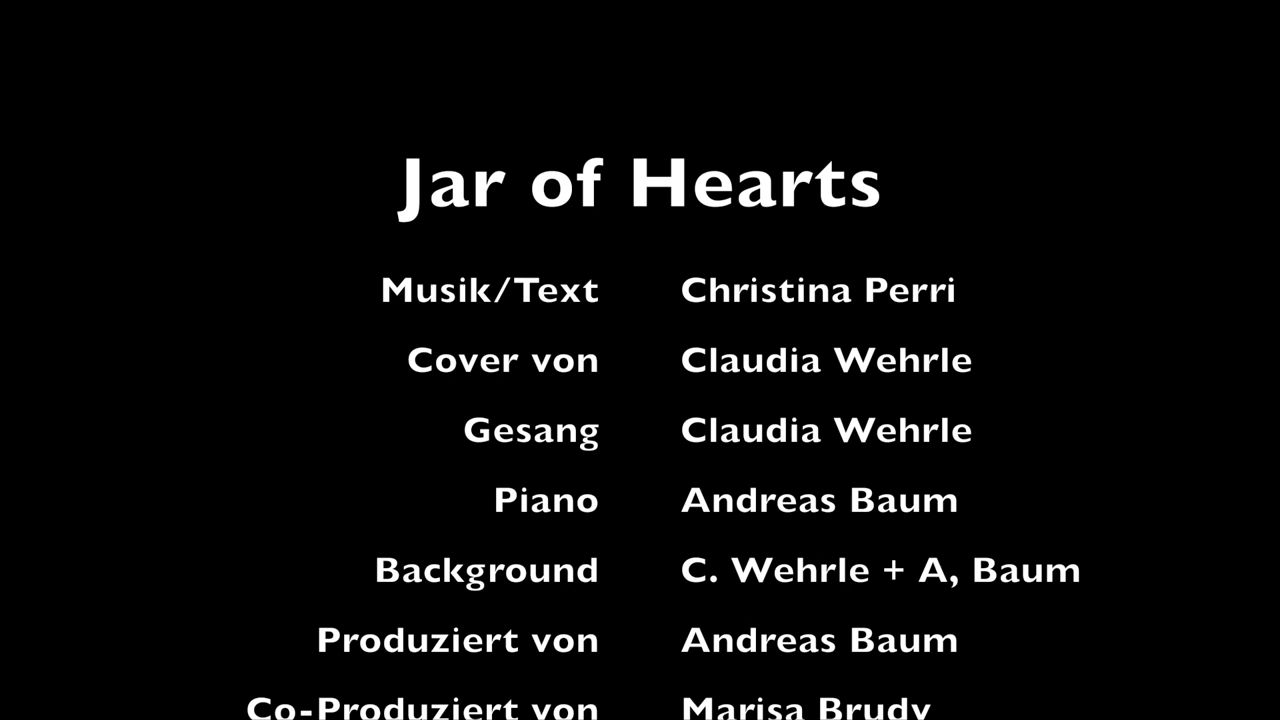 Jar of Hearts
Musik/Text Christina Perri
Cover von Claudia Wehrle
Gesang Claudia Wehrle
Piano Andreas Baum
Background C. Wehrle + A, Baum
Produziert von Andreas Baum
Co-Produziert von Marisa Brudy